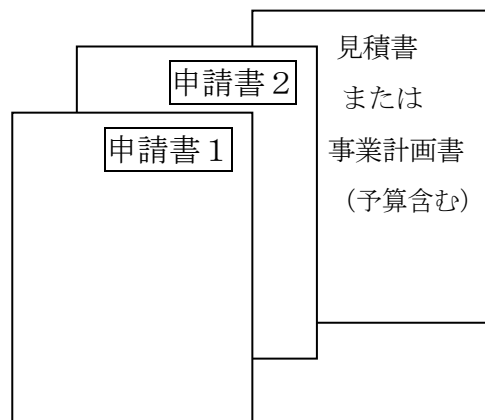 申請書１
申請書２
見積書
または
事業計画書
（予算含む）